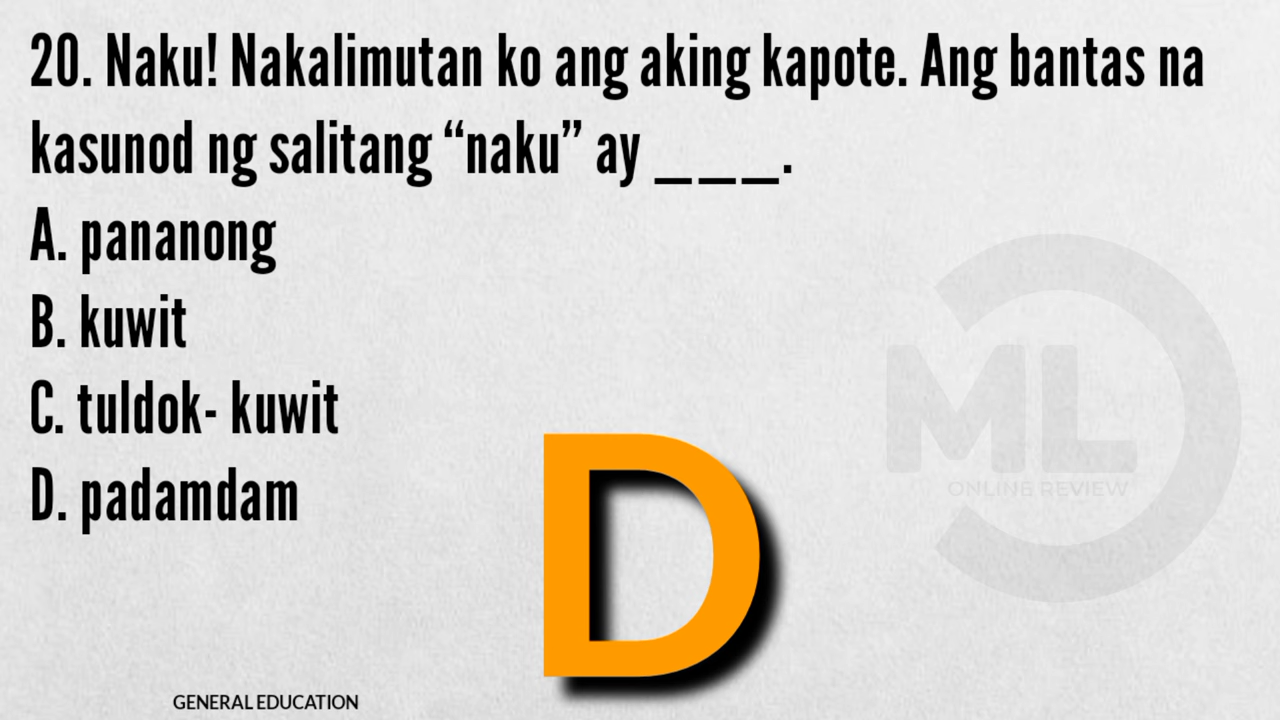 20. Naku! Nakalimutan ko ang aking kapote. Ang bantas na
kasunod ng salitang “naku” ay _ _ _.
A. pananong
B. kuwit
C. tuldok- kuwit
D. padamdam
D
ML
ONLINE REVIEW
GENERAL EDUCATION